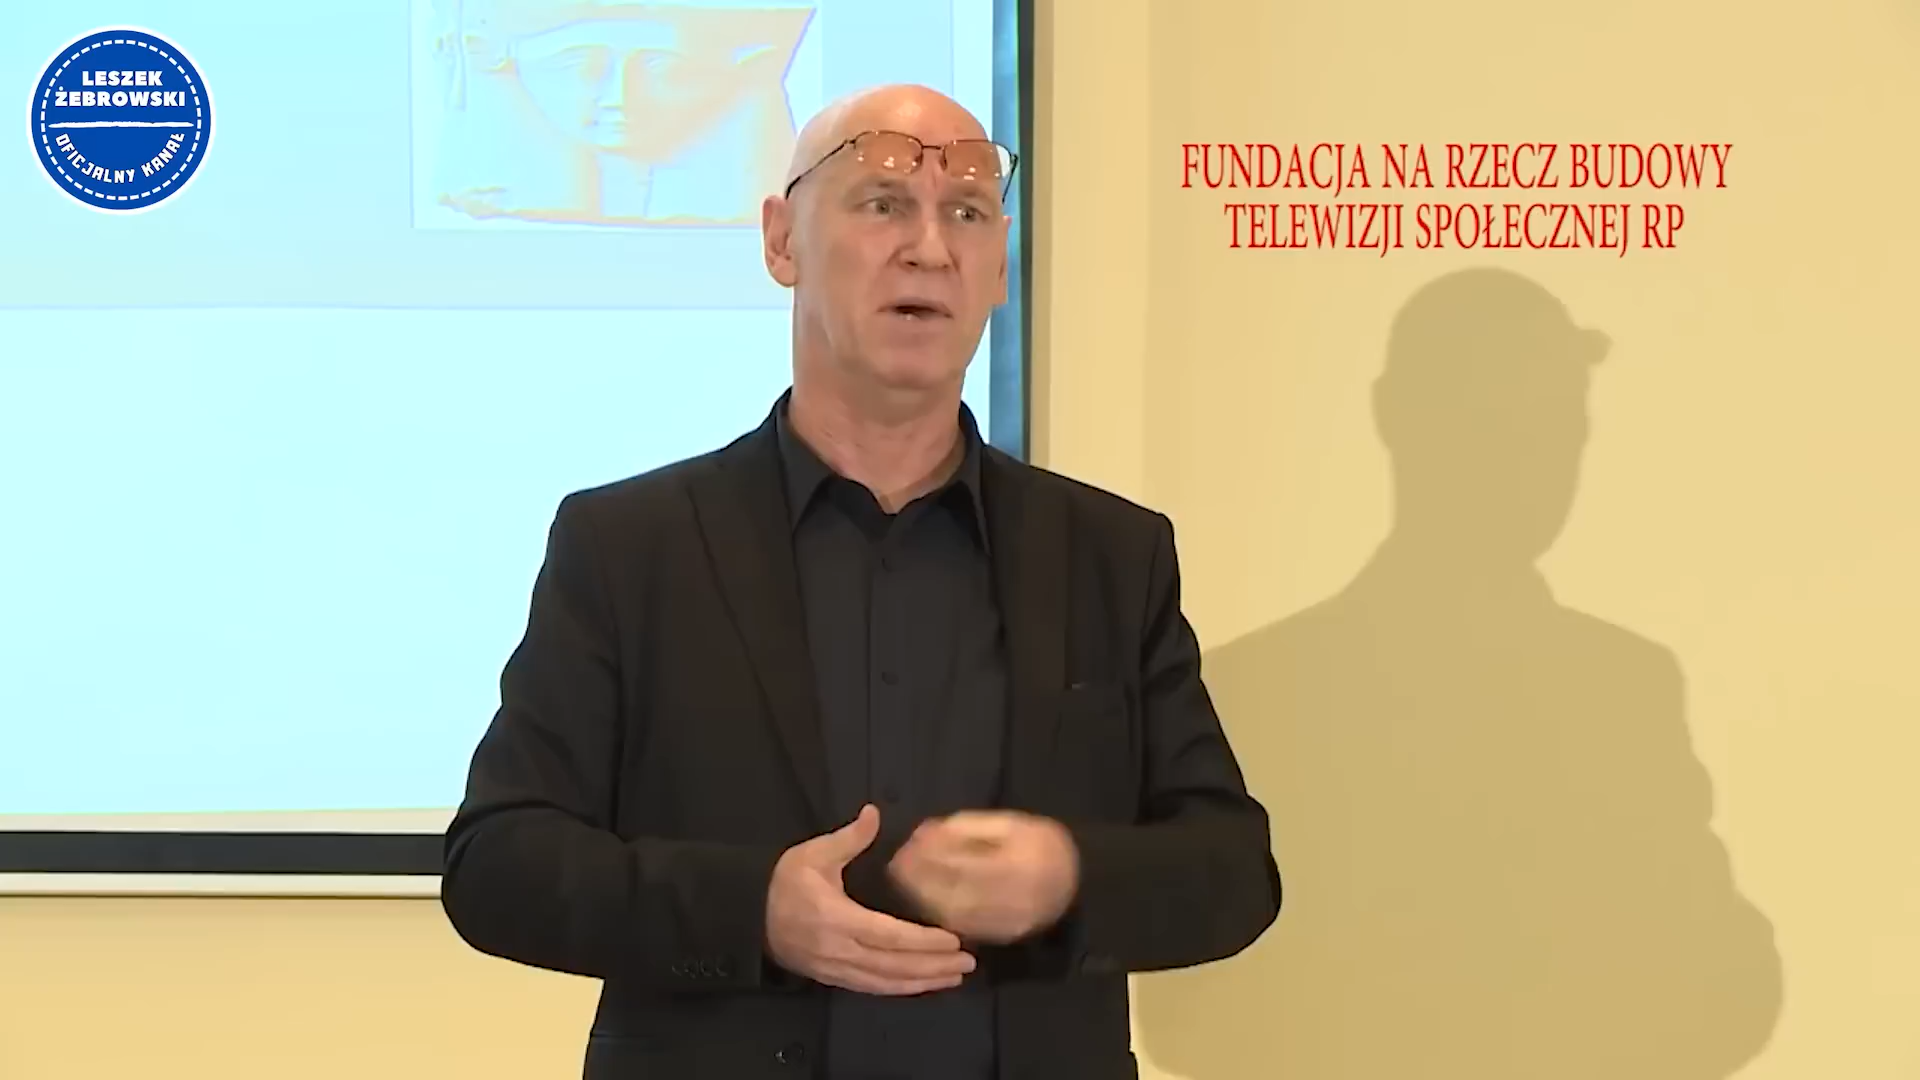 LESZEK
ŻEBROWSKI
OFICJALNY KANAŁ
FUNDACJA NA RZECZ BUDOWY
TELEWIZJI SPOŁECZNEJ RP